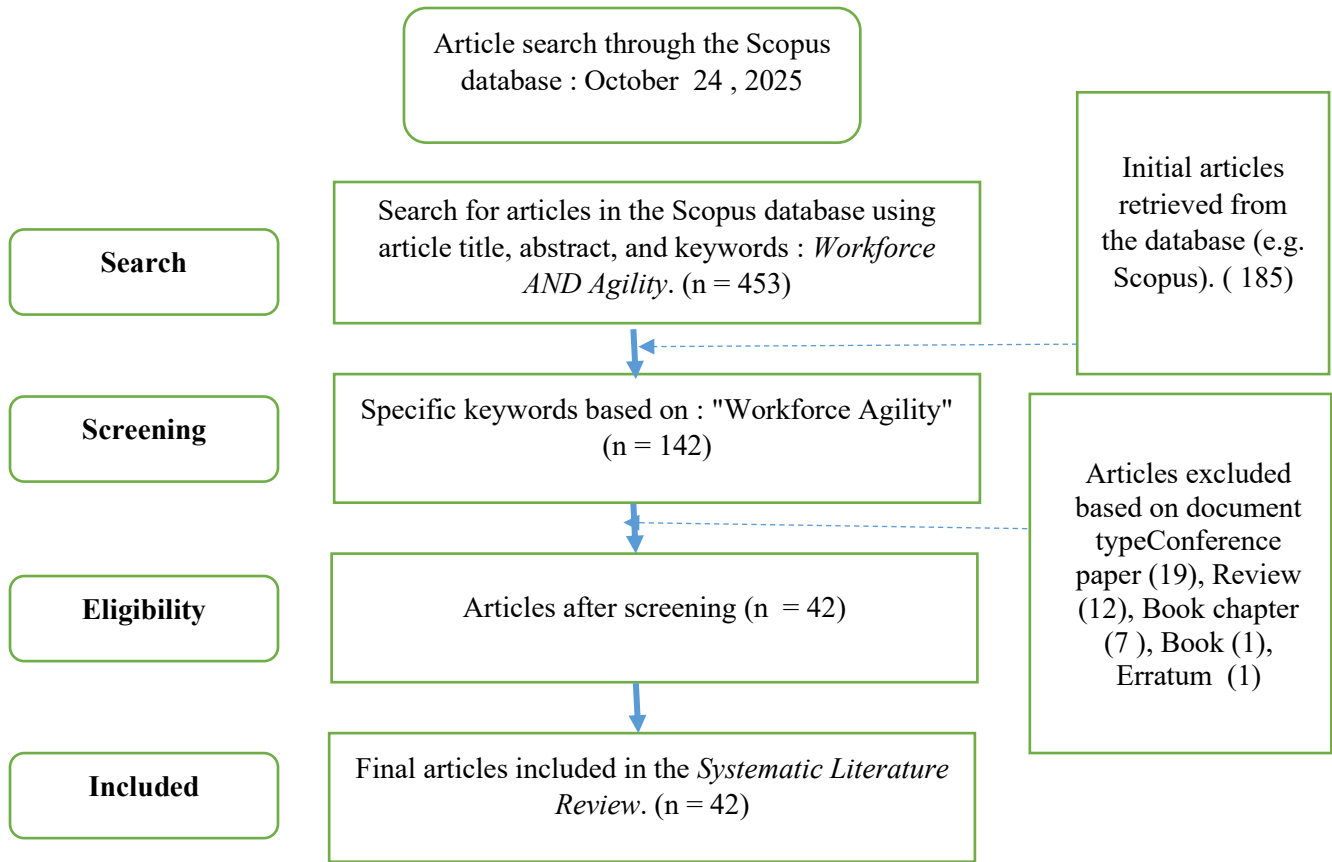 Article search through the Scopus
database : October 24 , 2025
Search
Search for articles in the Scopus database using
article title, abstract, and keywords : Workforce
AND Agility. (n = 453)
Initial articles
retrieved from
the database (e.g.
Scopus). ( 185)
Screening
Specific keywords based on : "Workforce Agility"
(n = 142)
Articles excluded
based on document
typeConference
paper (19), Review
(12), Book chapter
(7 ), Book (1),
Erratum (1)
Eligibility
Articles after screening (n = 42)
Included
Final articles included in the Systematic Literature
Review. (n = 42)